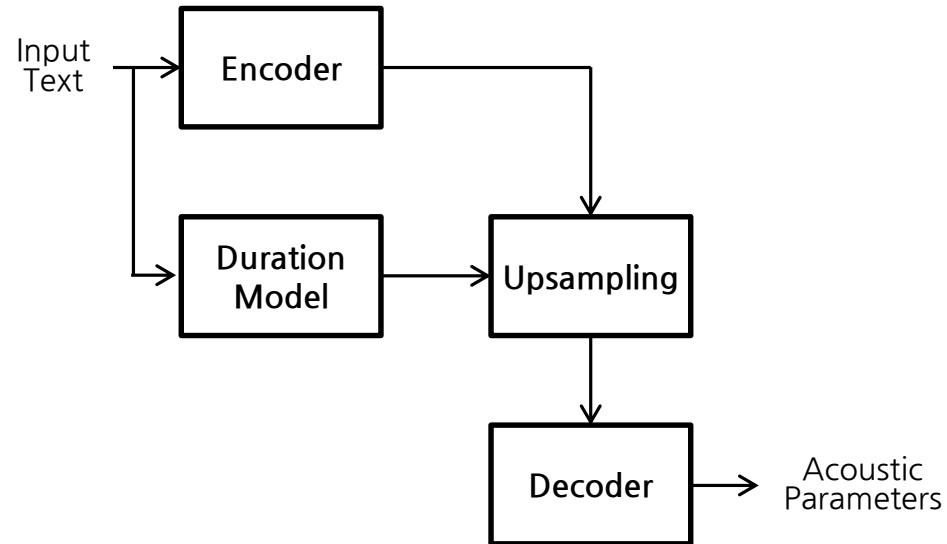 Input
Text
Encoder
Duration
Model
Upsampling
Decoder
Acoustic
Parameters